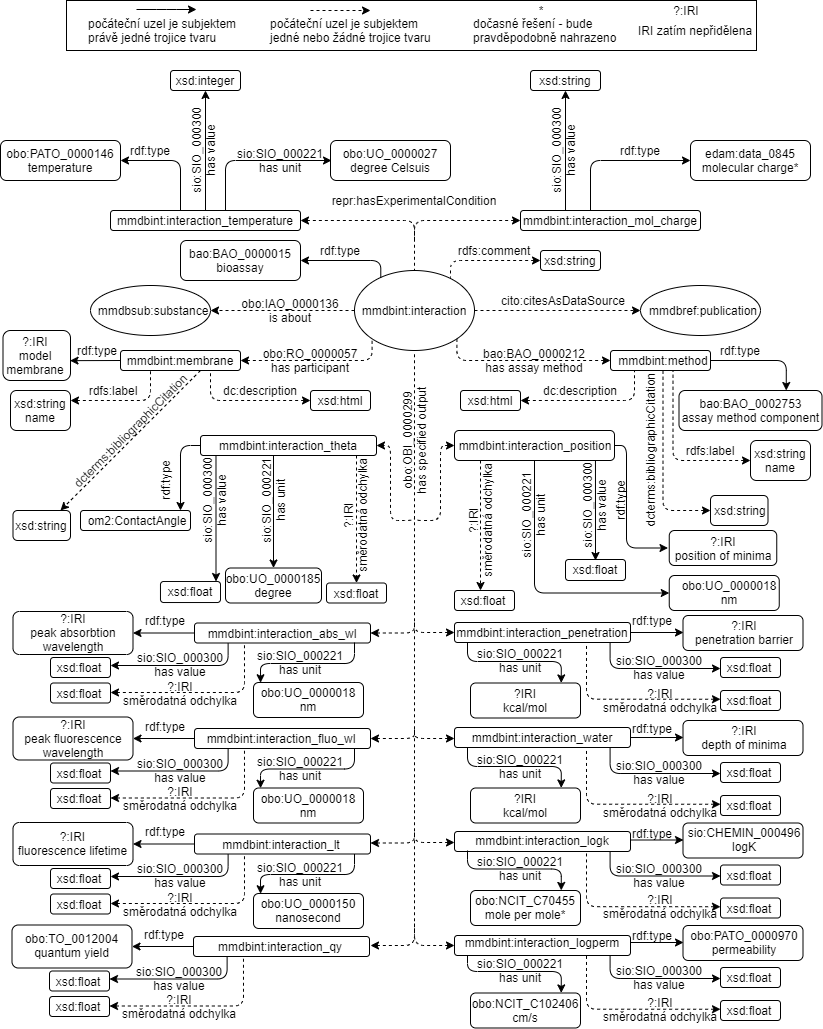 počáteční uzel je subjektem
právě jedné trojice tvaru
počáteční uzel je subjektem
jedné nebo žádné trojice tvaru
*
dočasné řešení - bude
pravděpodobně nahrazeno
?:IRI
IRI zatím nepřidělena
xsd:integer
xsd:string
sio:SIO_000300
has value
sio:SIO_000300
has value
obo:PATO_0000146
temperature
rdf:type
sio:SIO_000221
has unit
obo:UO_0000027
degree Celsuis
rdf:type
edam:data_0845
molecular charge*
repr:hasExperimentalCondition
mmdbint:interaction_temperature
mmdbint:interaction_mol_charge
bao:BAO_0000015
bioassay
rdf:type
rdfs:comment
xsd:string
mmdbsub:substance
obo:IAO_0000136
is about
mmdbint:interaction
cito:citesAsDataSource
mmdbref:publication
?:IRI
model
membrane
rdf:type
mmdbint:membrane
obo:RO_0000057
has participant
bao:BAO_0000212
has assay method
mmdbint:method
rdf:type
xsd:string
name
rdfs:label
dc:description
xsd:html
dcterms:bibliographicCitation
obo:OBI_0000299
has specified output
xsd:html
dc:description
dcterms:bibliographicCitation
bao:BAO_0002753
assay method component
rdfs:label
xsd:string
name
mmdbint:interaction_theta
mmdbint:interaction_position
rdf:type
sio:SIO_000300
has value
sio:SIO_000221
has unit
?:IRI
směrodatná odchylka
?:IRI
směrodatná odchylka
sio:SIO_000221
has unit
sio:SIO_000300
has value
rdf:type
xsd:string
om2:ContactAngle
xsd:string
?:IRI
position of minima
xsd:float
xsd:float
obo:UO_0000185
degree
xsd:float
xsd:float
obo:UO_0000018
nm
?:IRI
peak absorbtion
wavelength
rdf:type
mmdbint:interaction_abs_wl
xsd:float
sio:SIO_000300
has value
sio:SIO_000221
has unit
xsd:float
?:IRI
směrodatná odchylka
obo:UO_0000018
nm
mmdbint:interaction_penetration
rdf:type
?:IRI
penetration barrier
sio:SIO_000221
has unit
sio:SIO_000300
has value
xsd:float
?IRI
kcal/mol
?:IRI
směrodatná odchylka
xsd:float
?:IRI
peak fluorescence
wavelength
rdf:type
mmdbint:interaction_fluo_wl
xsd:float
sio:SIO_000300
has value
sio:SIO_000221
has unit
xsd:float
?:IRI
směrodatná odchylka
obo:UO_0000018
nm
mmdbint:interaction_water
rdf:type
?:IRI
depth of minima
sio:SIO_000221
has unit
sio:SIO_000300
has value
xsd:float
?IRI
kcal/mol
?:IRI
směrodatná odchylka
xsd:float
?:IRI
fluorescence lifetime
rdf:type
mmdbint:interaction_lt
xsd:float
sio:SIO_000300
has value
sio:SIO_000221
has unit
xsd:float
?:IRI
směrodatná odchylka
obo:UO_0000150
nanosecond
mmdbint:interaction_logk
rdf:type
sio:CHEMIN_000496
logK
sio:SIO_000221
has unit
sio:SIO_000300
has value
xsd:float
obo:NCIT_C70455
mole per mole*
?:IRI
směrodatná odchylka
xsd:float
obo:TO_0012004
quantum yield
rdf:type
mmdbint:interaction_qy
xsd:float
sio:SIO_000300
has value
xsd:float
?:IRI
směrodatná odchylka
mmdbint:interaction_logperm
rdf:type
obo:PATO_0000970
permeability
sio:SIO_000221
has unit
sio:SIO_000300
has value
xsd:float
obo:NCIT_C102406
cm/s
?:IRI
směrodatná odchylka
xsd:float